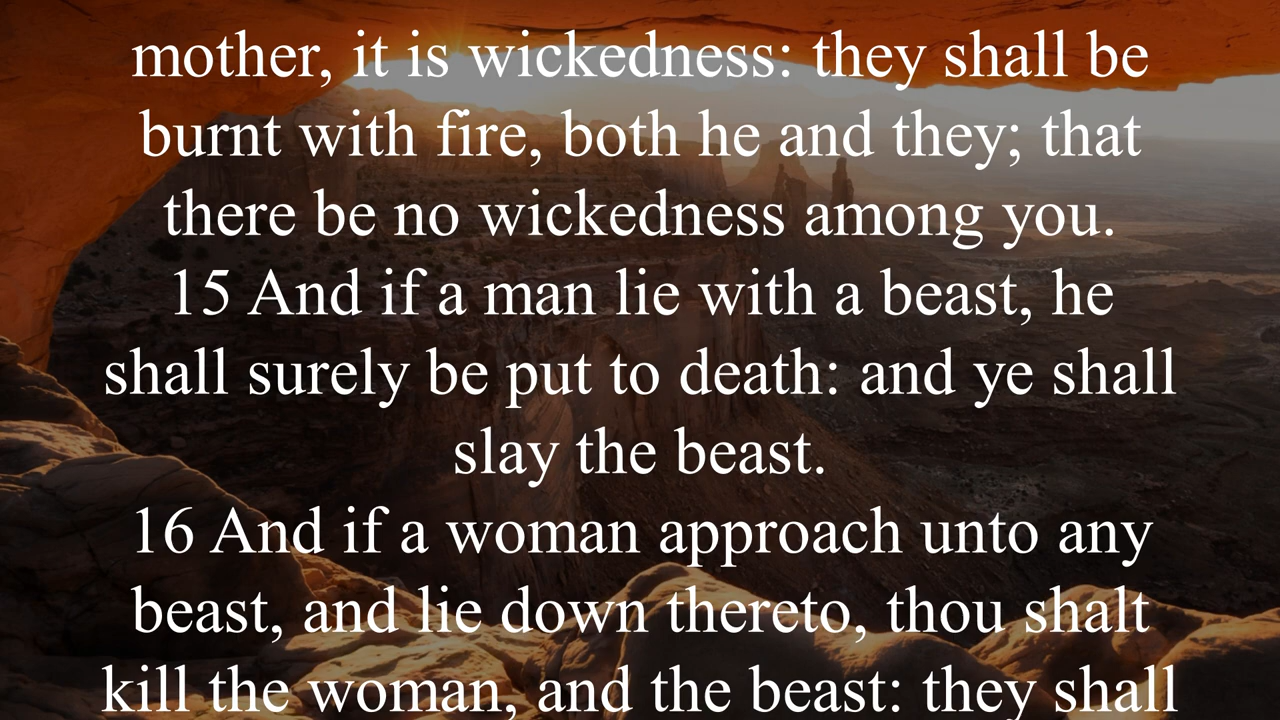 mother, it is wickedness: they shall be
burnt with fire, both he and they; that
there be no wickedness among you.
15 And if a man lie with a beast, he
shall surely be put to death: and ye shall
slay the beast.
16 And if a woman approach unto any
beast, and lie down thereto, thou shalt
kill the woman, and the beast: they shall